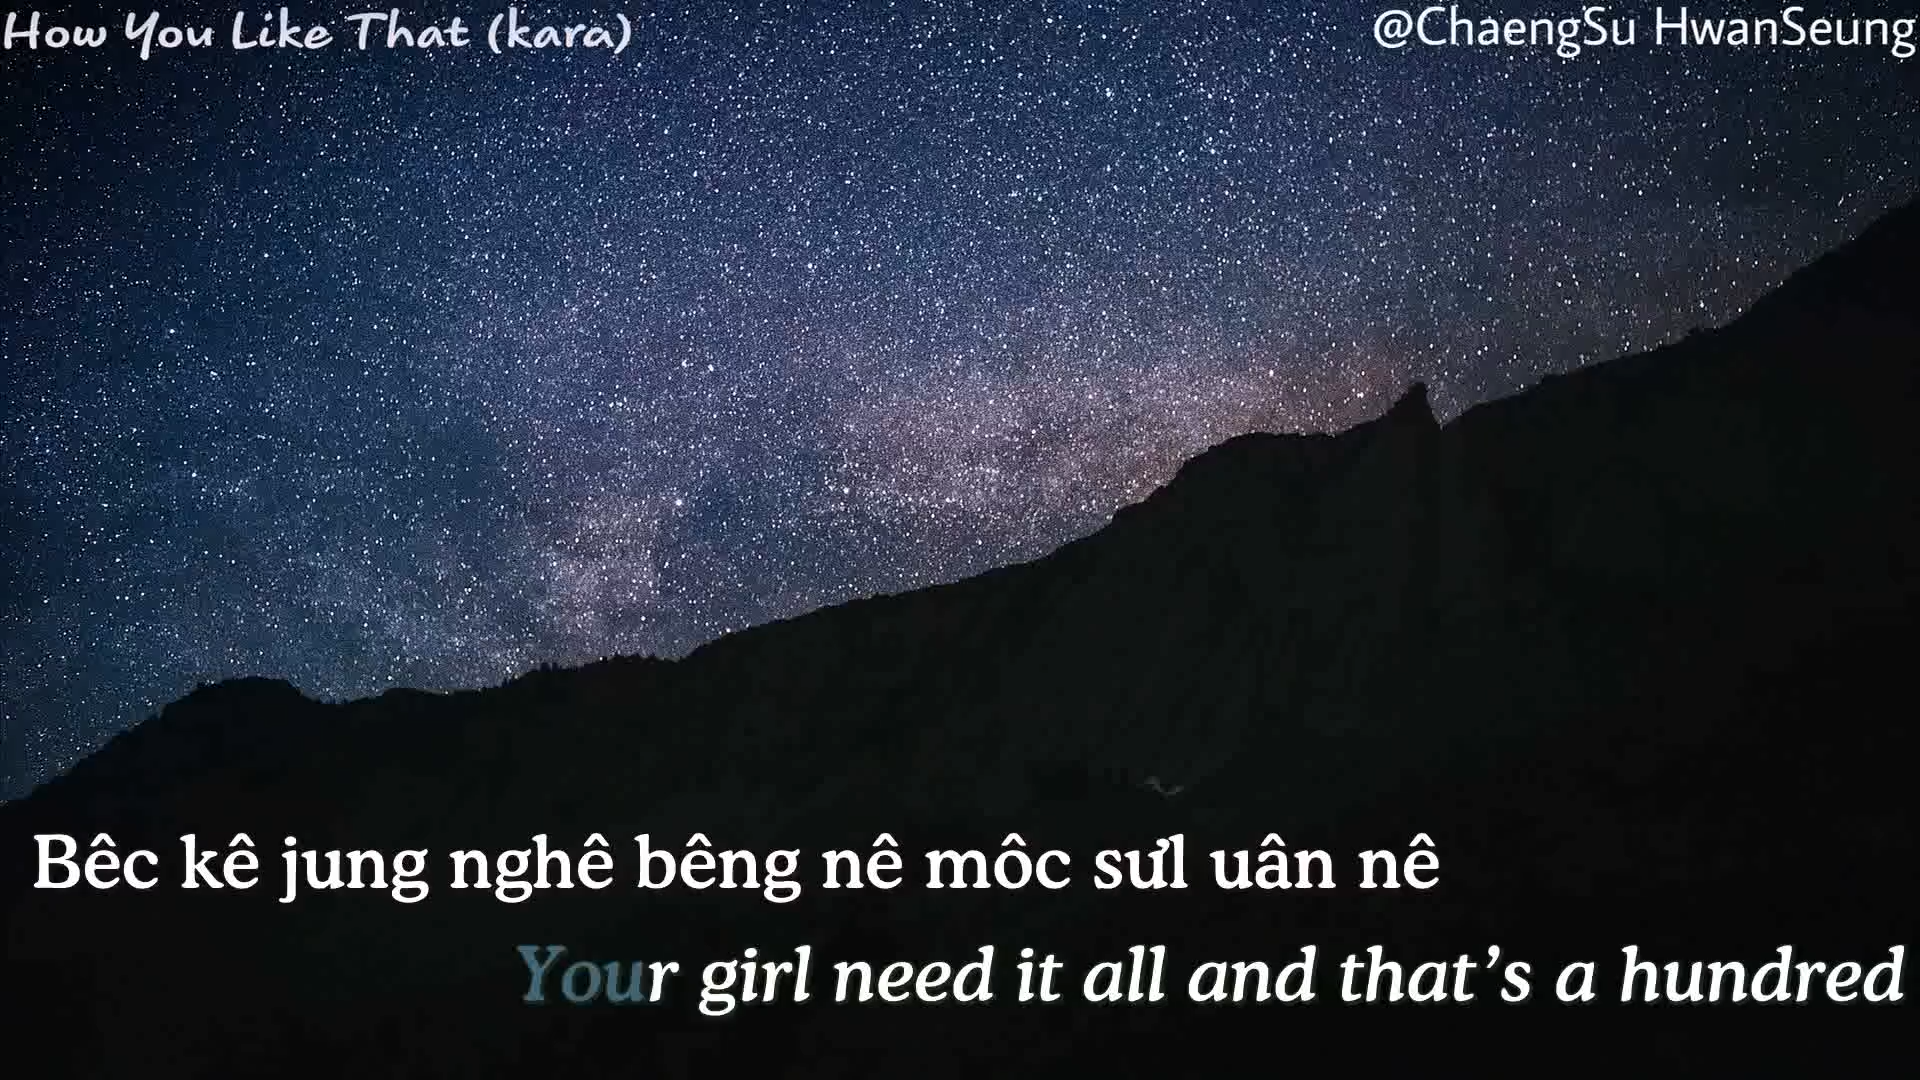 How You Like That (kara)
@ChaengSu HwanSeung
Bêc kê jung nghê bêng nê môc sưl uân nê
Your girl need it all and that’s a hundred